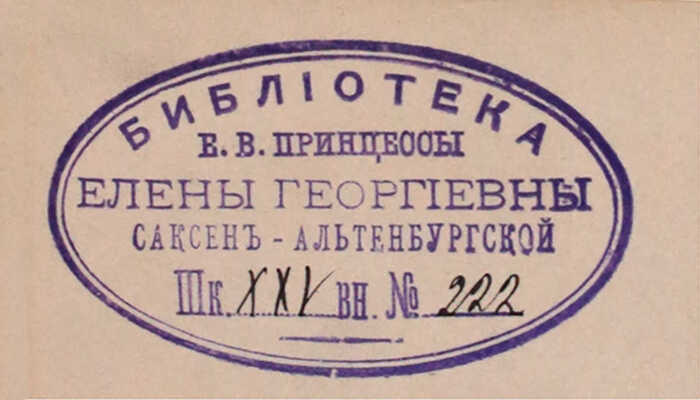 БИБЛІОТЕКА
Е. В. ПРИНЦЕССЫ
ЕЛЕНЫ ГЕОРГІЕВНЫ
САКСЕНЪ - АЛЬТЕНБУРГСКОЙ
Шк. XXV вн. № 222